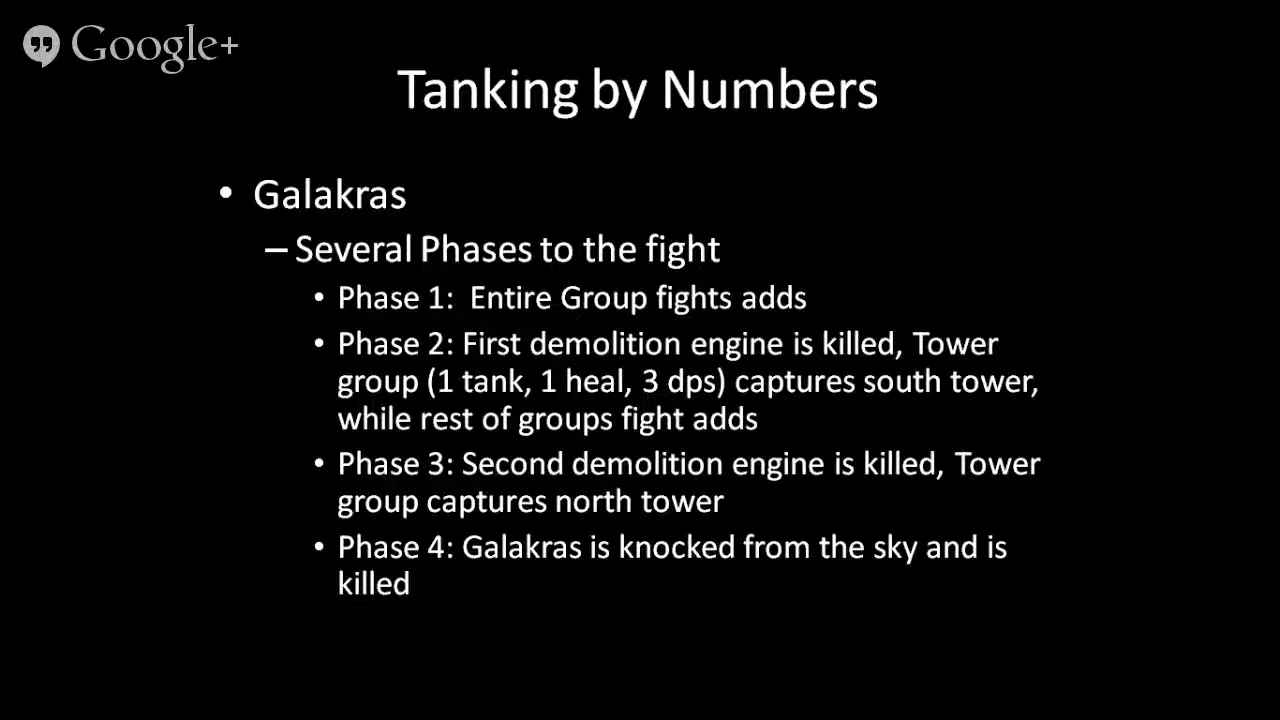 Google+
Tanking by Numbers
• Galakras
– Several Phases to the fight
• Phase 1:  Entire Group fights adds
• Phase 2: First demolition engine is killed, Tower
group (1 tank, 1 heal, 3 dps) captures south tower,
while rest of groups fight adds
• Phase 3: Second demolition engine is killed, Tower
group captures north tower
• Phase 4: Galakras is knocked from the sky and is
killed